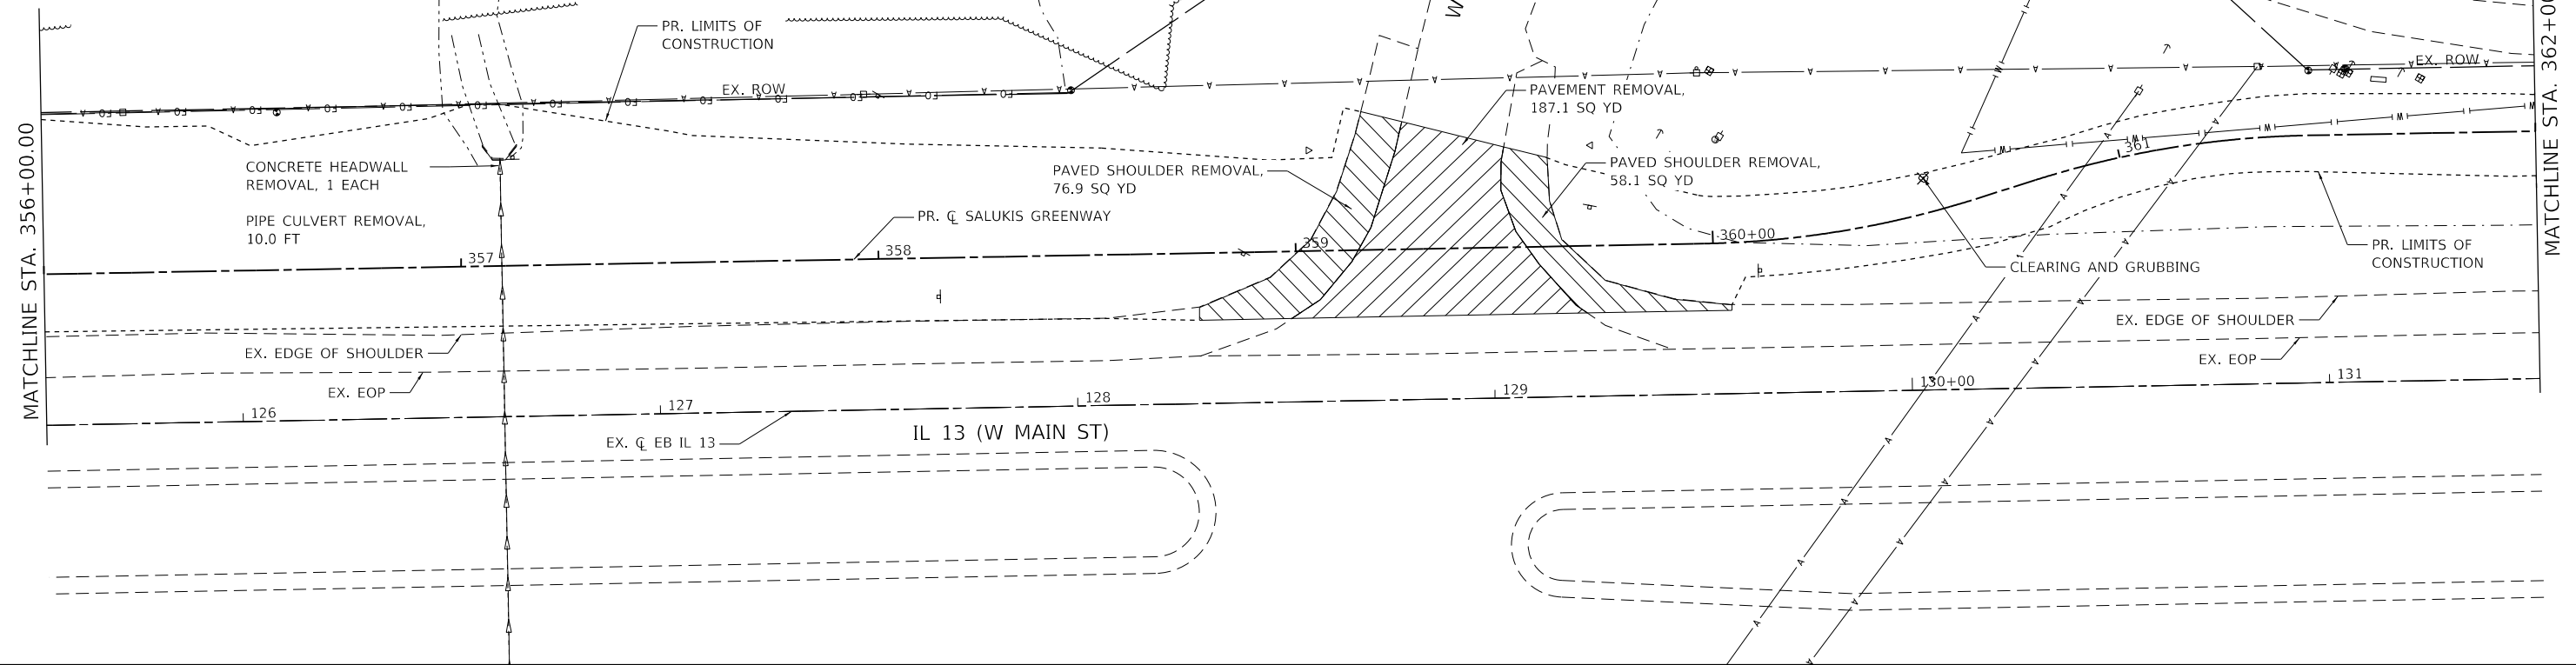 PR. LIMITS OF
CONSTRUCTION
EX. ROW
EX. ROW
PAVEMENT REMOVAL,
187.1 SQ YD
CONCRETE HEADWALL
REMOVAL, 1 EACH
PIPE CULVERT REMOVAL,
10.0 FT
PAVED SHOULDER REMOVAL,
76.9 SQ YD
PAVED SHOULDER REMOVAL,
58.1 SQ YD
PR. ℄ SALUKIS GREENWAY
357
358
359
360+00
361
CLEARING AND GRUBBING
PR. LIMITS OF
CONSTRUCTION
EX. EDGE OF SHOULDER
EX. EOP
EX. EDGE OF SHOULDER
EX. EOP
126
127
128
129
130+00
131
EX. ℄ EB IL 13
IL 13 (W MAIN ST)
MATCHLINE STA. 356+00.00
MATCHLINE STA. 362+00
W